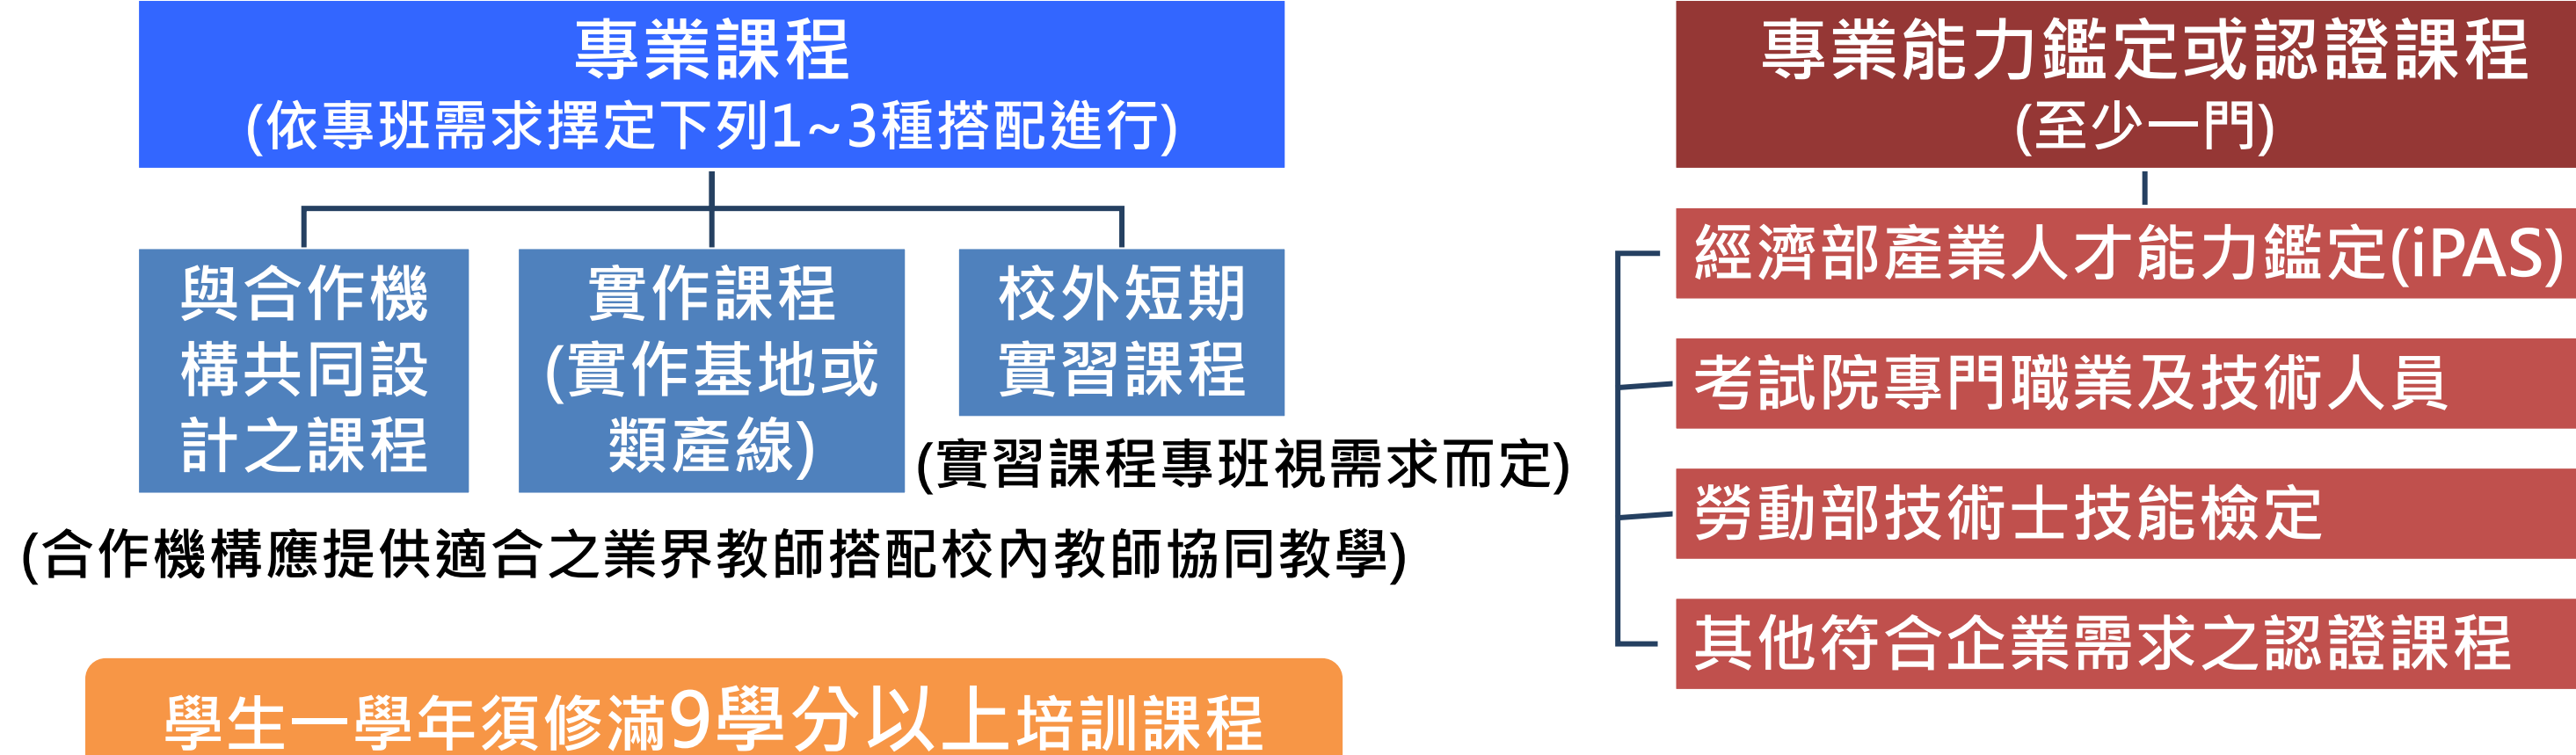 專業課程
(依專班需求擇定下列1~3種搭配進行)
與合作機
構共同設
計之課程
實作課程
(實作基地或
類產線)
校外短期
實習課程
(實習課程專班視需求而定)
(合作機構應提供適合之業界教師搭配校內教師協同教學)
學生一學年須修滿9學分以上培訓課程
專業能力鑑定或認證課程
(至少一門)
經濟部產業人才能力鑑定(iPAS)
考試院專門職業及技術人員
勞動部技術士技能檢定
其他符合企業需求之認證課程